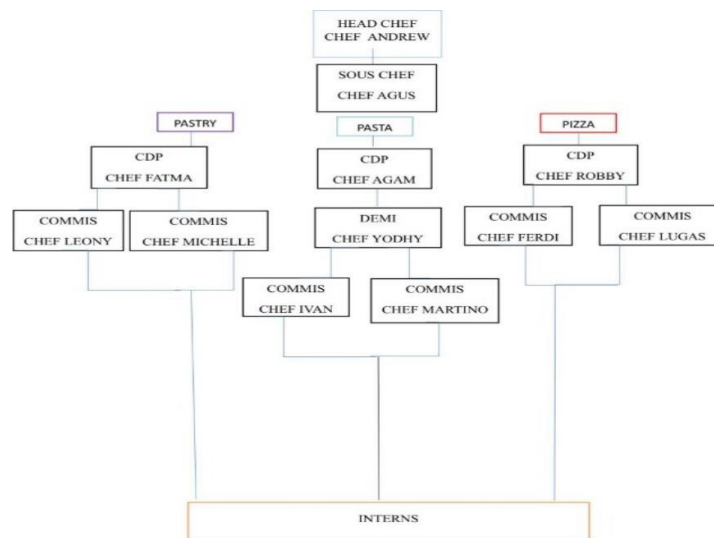 HEAD CHEF
CHEF ANDREW
SOUS CHEF
CHEF AGUS
PASTRY
PASTA
PIZZA
CDP
CHEF FATMA
CDP
CHEF AGAM
CDP
CHEF ROBBY
COMMIS
CHEF LEONY
COMMIS
CHEF MICHELLE
DEMI
CHEF YODHY
COMMIS
CHEF FERDI
COMMIS
CHEF LUGAS
COMMIS
CHEF IVAN
COMMIS
CHEF MARTINO
INTERNS